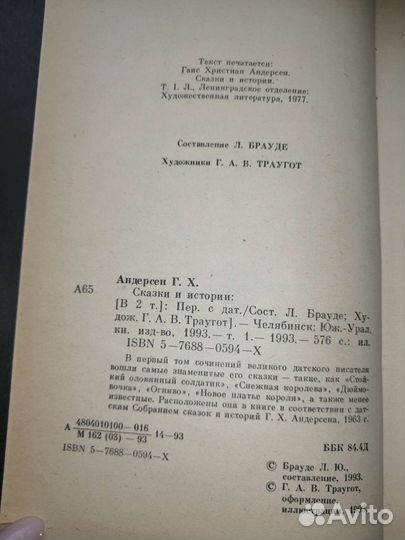 Текст печатается:
Ганс Христиан Андерсен.
Сказки и истории.
Т. I. Л., Ленинградское отделение:
Художественная литература, 1977.
Составление Л. БРАУДЕ
Художники Г. А. В. ТРАУГОТ
Андерсен Г. Х.
А65 Сказки и истории:
[В 2 т.]: Пер. с дат./Сост. Л. Брауде; Ху-
дож. Г. А. В. Траугот].— Челябинск: Юж.-Урал.
кн. изд-во, 1993.— т. 1.— 1993.— 576 с.: ил.
ISBN 5—7688-0594—X
В первый том сочинений великого датского писателя
вошли самые знаменитые его сказки — такие, как «Стой-
кий оловянный солдатик», «Снежная королева», «Дюймо-
вочка», «Огниво», «Новое платье короля», а также менее
известные. Расположены они в книге в соответствии с дат-
ским Собранием сказок и историй Г. Х. Андерсена, 1963 г.
А 4804010100—016
М 162 (03) — 93 14—93
ISBN 5—7688-0594—X
ББК 84.4Д
© Брауде Л. Ю.,
составление, 1993.
© Г. А. В. Траугот,
оформление,
иллюстрации
Avito